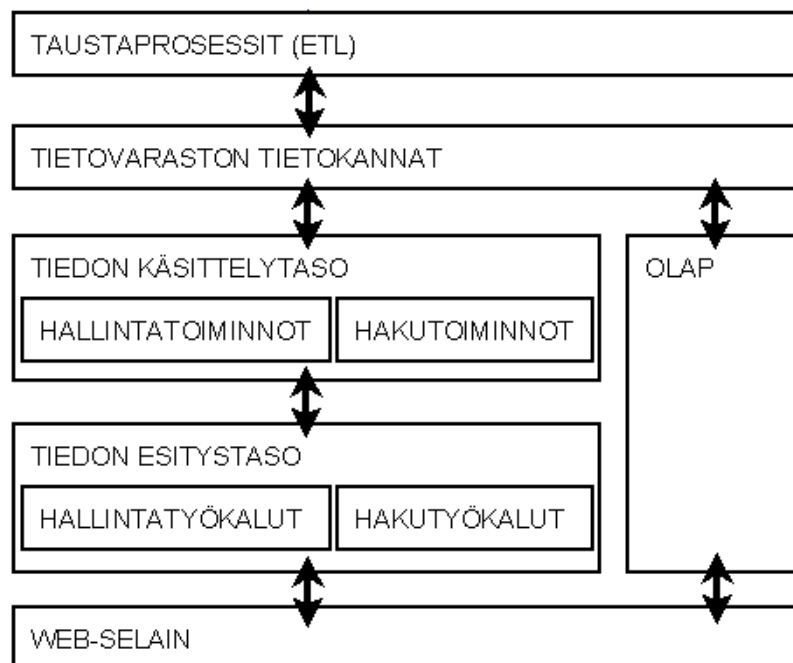 TAUSTAPROSESSIT (ETL)
TIETOVARASTON TIETOKANNAT
TIEDON KÄSITTELYTASO
HALLINTATOIMINNOT
HAKUTOIMINNOT
OLAP
TIEDON ESITYSTASO
HALLINTATYÖKALUT
HAKUTYÖKALUT
WEB-SELAIN